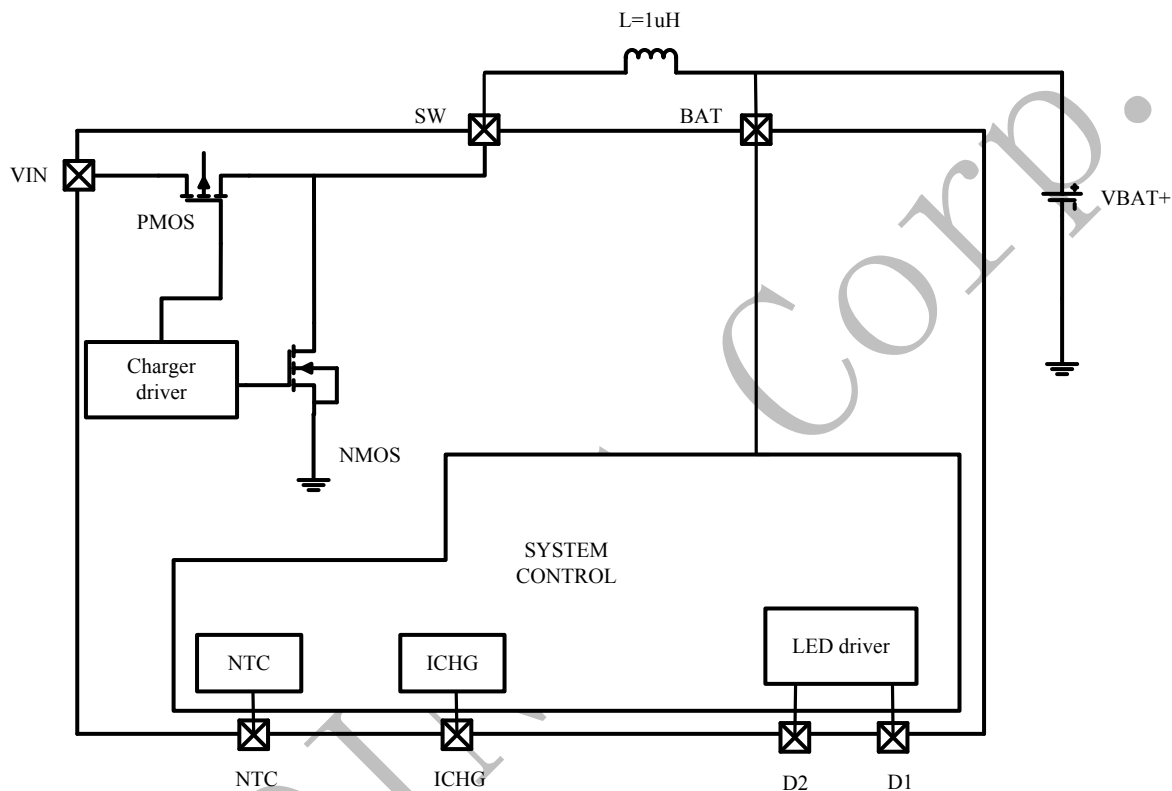 L=1uH
SW
BAT
VIN
PMOS
VBAT+
Charger
driver
NMOS
SYSTEM
CONTROL
NTC
ICHG
LED driver
NTC
ICHG
D2
D1
Corp.